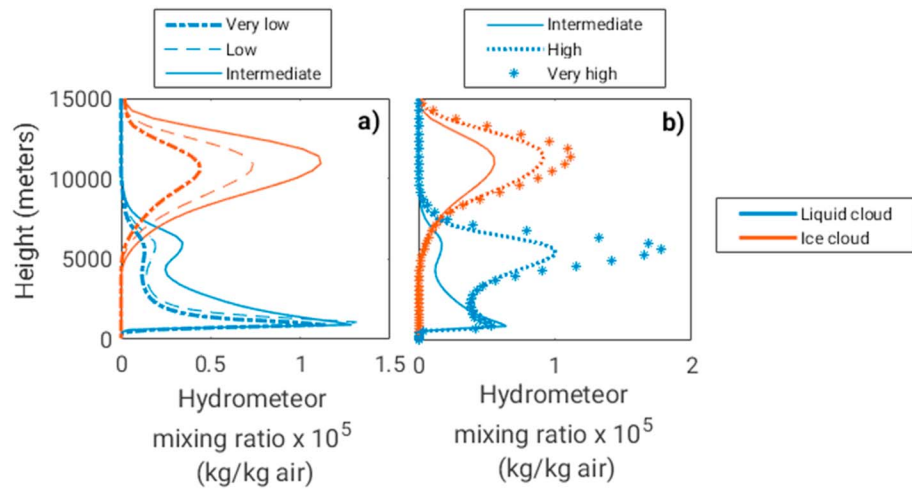 Very low
Low
Intermediate
Intermediate
High
Very high
15000
10000
5000
0
Height (meters)
a)
b)
0 0.5 1 1.5
0 1 2
Hydrometeor
mixing ratio x 10⁵
(kg/kg air)
Hydrometeor
mixing ratio x 10⁵
(kg/kg air)
Liquid cloud
Ice cloud